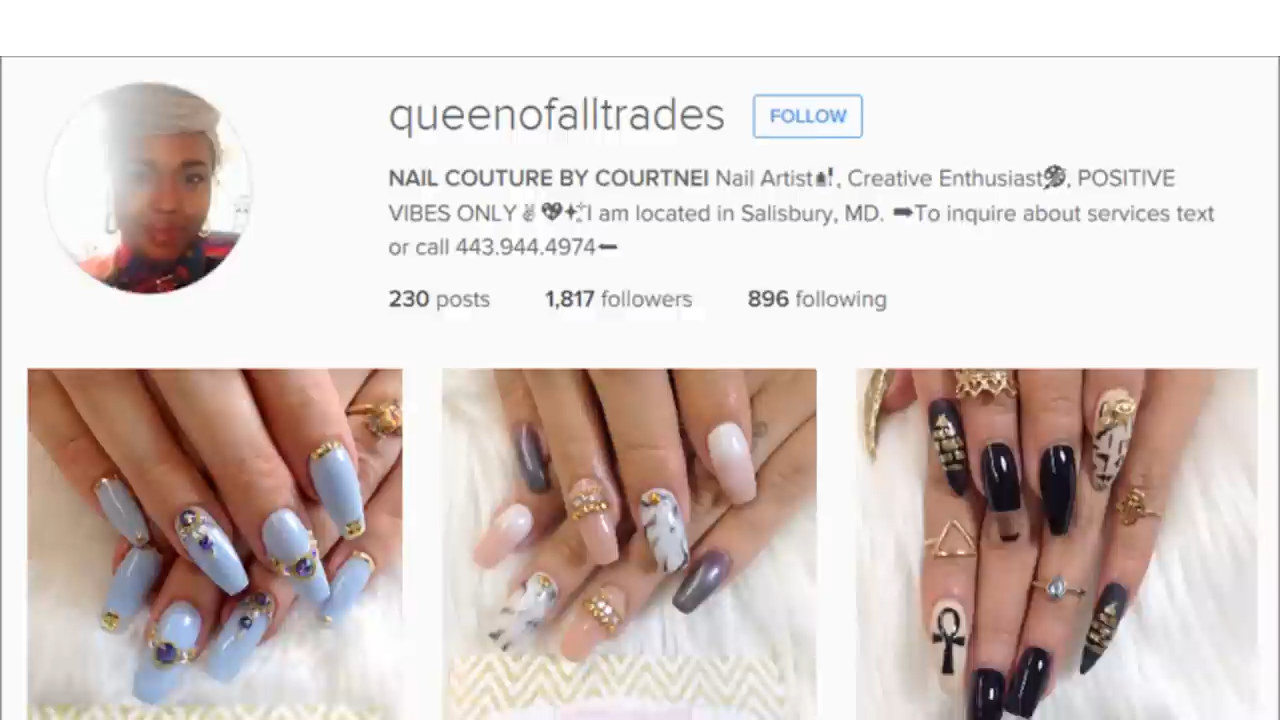 queenofalltrades FOLLOW
NAIL COUTURE BY COURTNEI Nail Artist💅🏾, Creative Enthusiast🎨, POSITIVE
VIBES ONLY✌🏾💖✨I am located in Salisbury, MD. ➡To inquire about services text
or call 443.944.4974⬅
230 posts 1,817 followers 896 following